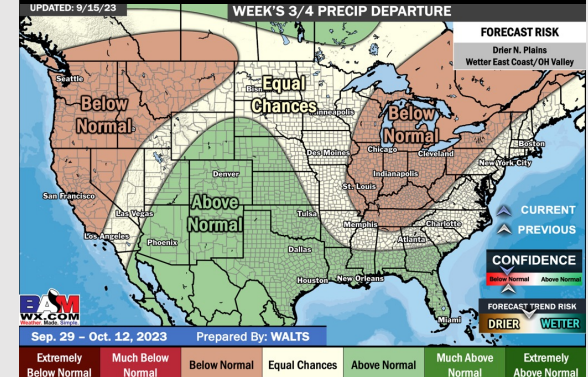 UPDATED: 9/15/23
WEEK'S 3/4 PRECIP DEPARTURE
FORECAST RISK
Drier N. Plains
Wetter East Coast/OH Valley
Seattle
Below
Normal
Equal
Chances
Minneapolis
Below
Normal
Boston
Des Moines
Chicago
Cleveland
New York City
Denver
Indianapolis
San Francisco
Above
Normal
St. Louis
Las Vegas
Tulsa
Memphis
Charlotte
CURRENT
PREVIOUS
Los Angeles
Phoenix
Atlanta
Dallas
CONFIDENCE
Below Normal
Above Normal
Houston
New Orleans
FORECAST TREND RISK
DRIER
WETTER
Miami
BAM
WX.COM
Weather Made, Simple.
Sep. 29 – Oct. 12, 2023
Prepared By: WALTS
Extremely
Below Normal
Much Below
Normal
Below Normal
Equal Chances
Above Normal
Much Above
Normal
Extremely
Above Normal